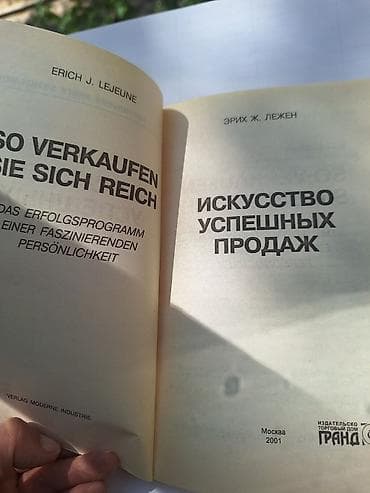 ERICH J. LEJEUNE
SO VERKAUFEN
SIE SICH REICH
DAS ERFOLGSPROGRAMM
EINER FASZINIERENDEN
PERSÖNLICHKEIT
VERLAG MODERNE INDUSTRIE
ЭРИХ Ж. ЛЕЖЕН
ИСКУССТВО
УСПЕШНЫХ
ПРОДАЖ
Москва
2001
ИЗДАТЕЛЬСКО
ТОРГОВЫЙ ДОМ
ГРАНД